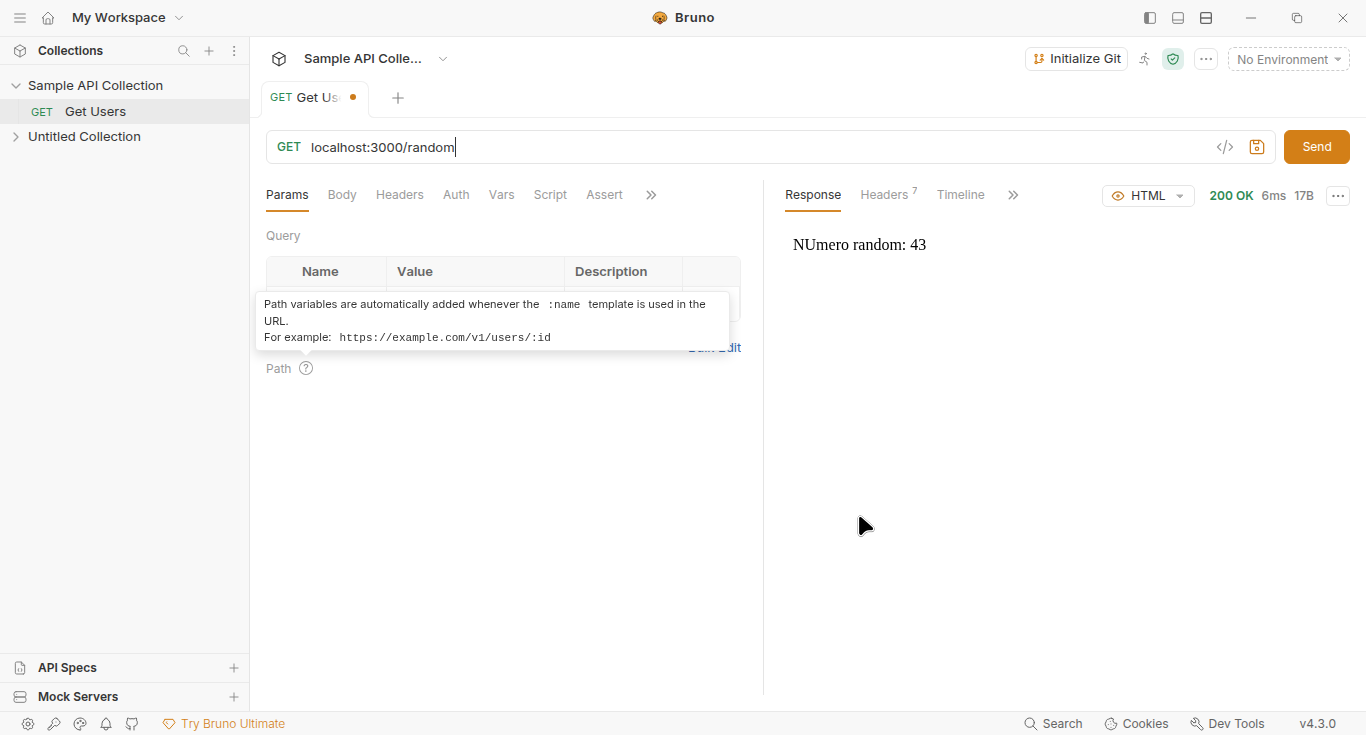 My Workspace
Bruno
Collections
Sample API Collection
GET Get Users
Untitled Collection
API Specs
Mock Servers
Sample API Colle...
Initialize Git
No Environment
GET Get Us
GET localhost:3000/random
</>
Send
Params Body Headers Auth Vars Script Assert
Query
Name Value Description
Path variables are automatically added whenever the :name template is used in the
URL.
For example: https://example.com/v1/users/:id
Edit
Path ?
Response Headers 7 Timeline
HTML 200 OK 6ms 17B
NUmero random: 43
Try Bruno Ultimate
Search Cookies Dev Tools v4.3.0